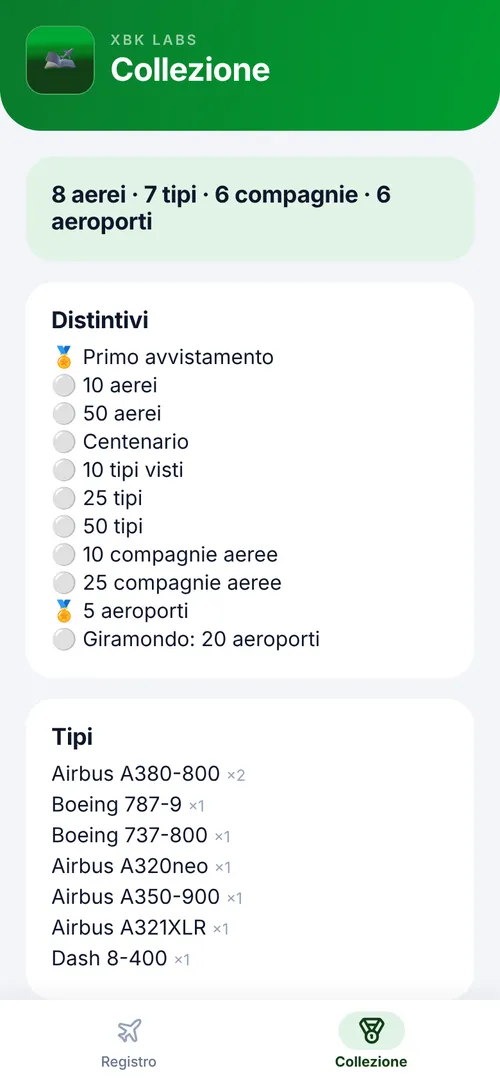 XBK LABS
Collezione
8 aerei · 7 tipi · 6 compagnie · 6
aeroporti
Distintivi
🏅 Primo avvistamento
⚪ 10 aerei
⚪ 50 aerei
⚪ Centenario
⚪ 10 tipi visti
⚪ 25 tipi
⚪ 50 tipi
⚪ 10 compagnie aeree
⚪ 25 compagnie aeree
🏅 5 aeroporti
⚪ Giramondo: 20 aeroporti
Tipi
Airbus A380-800 ×2
Boeing 787-9 ×1
Boeing 737-800 ×1
Airbus A320neo ×1
Airbus A350-900 ×1
Airbus A321XLR ×1
Dash 8-400 ×1
Registro
Collezione